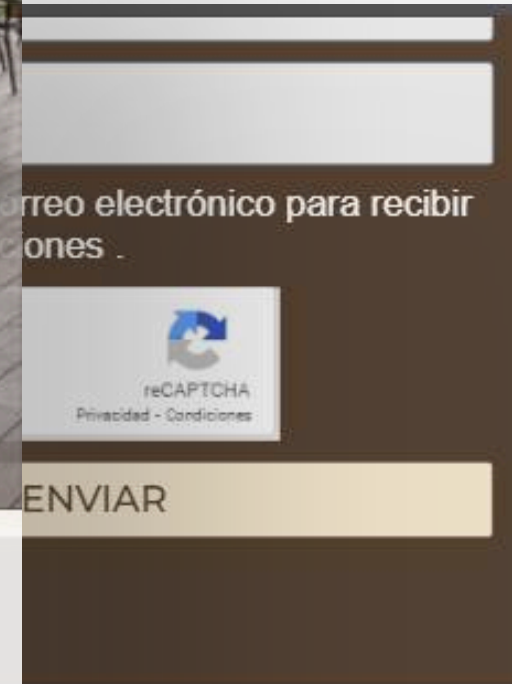 rreo electrónico para recibir
iones .
reCAPTCHA
Privacidad - Condiciones
ENVIAR